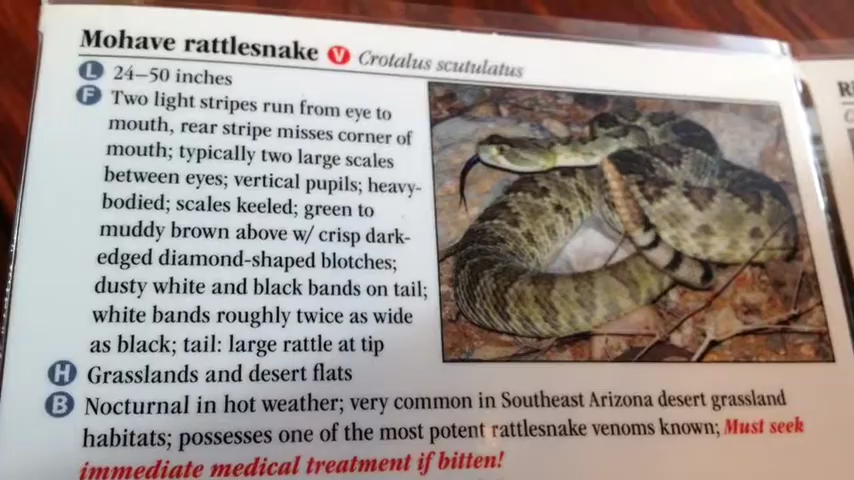 Mohave rattlesnake V Crotalus scutulatus
L 24–50 inches
F Two light stripes run from eye to
mouth, rear stripe misses corner of
mouth; typically two large scales
between eyes; vertical pupils; heavy-
bodied; scales keeled; green to
muddy brown above w/ crisp dark-
edged diamond-shaped blotches;
dusty white and black bands on tail;
white bands roughly twice as wide
as black; tail: large rattle at tip
H Grasslands and desert flats
B Nocturnal in hot weather; very common in Southeast Arizona desert grassland
habitats; possesses one of the most potent rattlesnake venoms known; Must seek
immediate medical treatment if bitten!